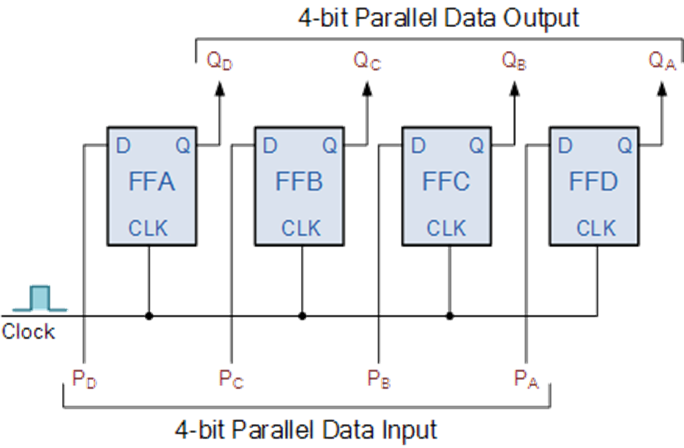 4-bit Parallel Data Output
QD QC QB QA
D Q D Q D Q D Q
FFA FFB FFC FFD
CLK CLK CLK CLK
Clock
PD PC PB PA
4-bit Parallel Data Input